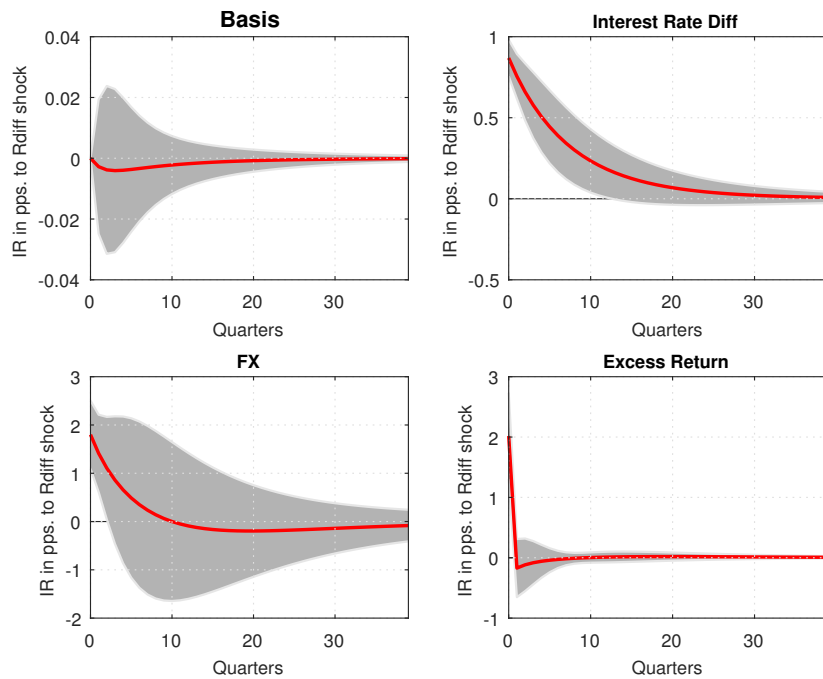 Basis
IR in pps. to Rdiff shock
0.04
0.02
0
-0.02
-0.04
0 10 20 30
Quarters
Interest Rate Diff
IR in pps. to Rdiff shock
1
0.5
0
-0.5
0 10 20 30
Quarters
FX
IR in pps. to Rdiff shock
3
2
1
0
-1
-2
0 10 20 30
Quarters
Excess Return
IR in pps. to Rdiff shock
3
2
1
0
-1
0 10 20 30
Quarters